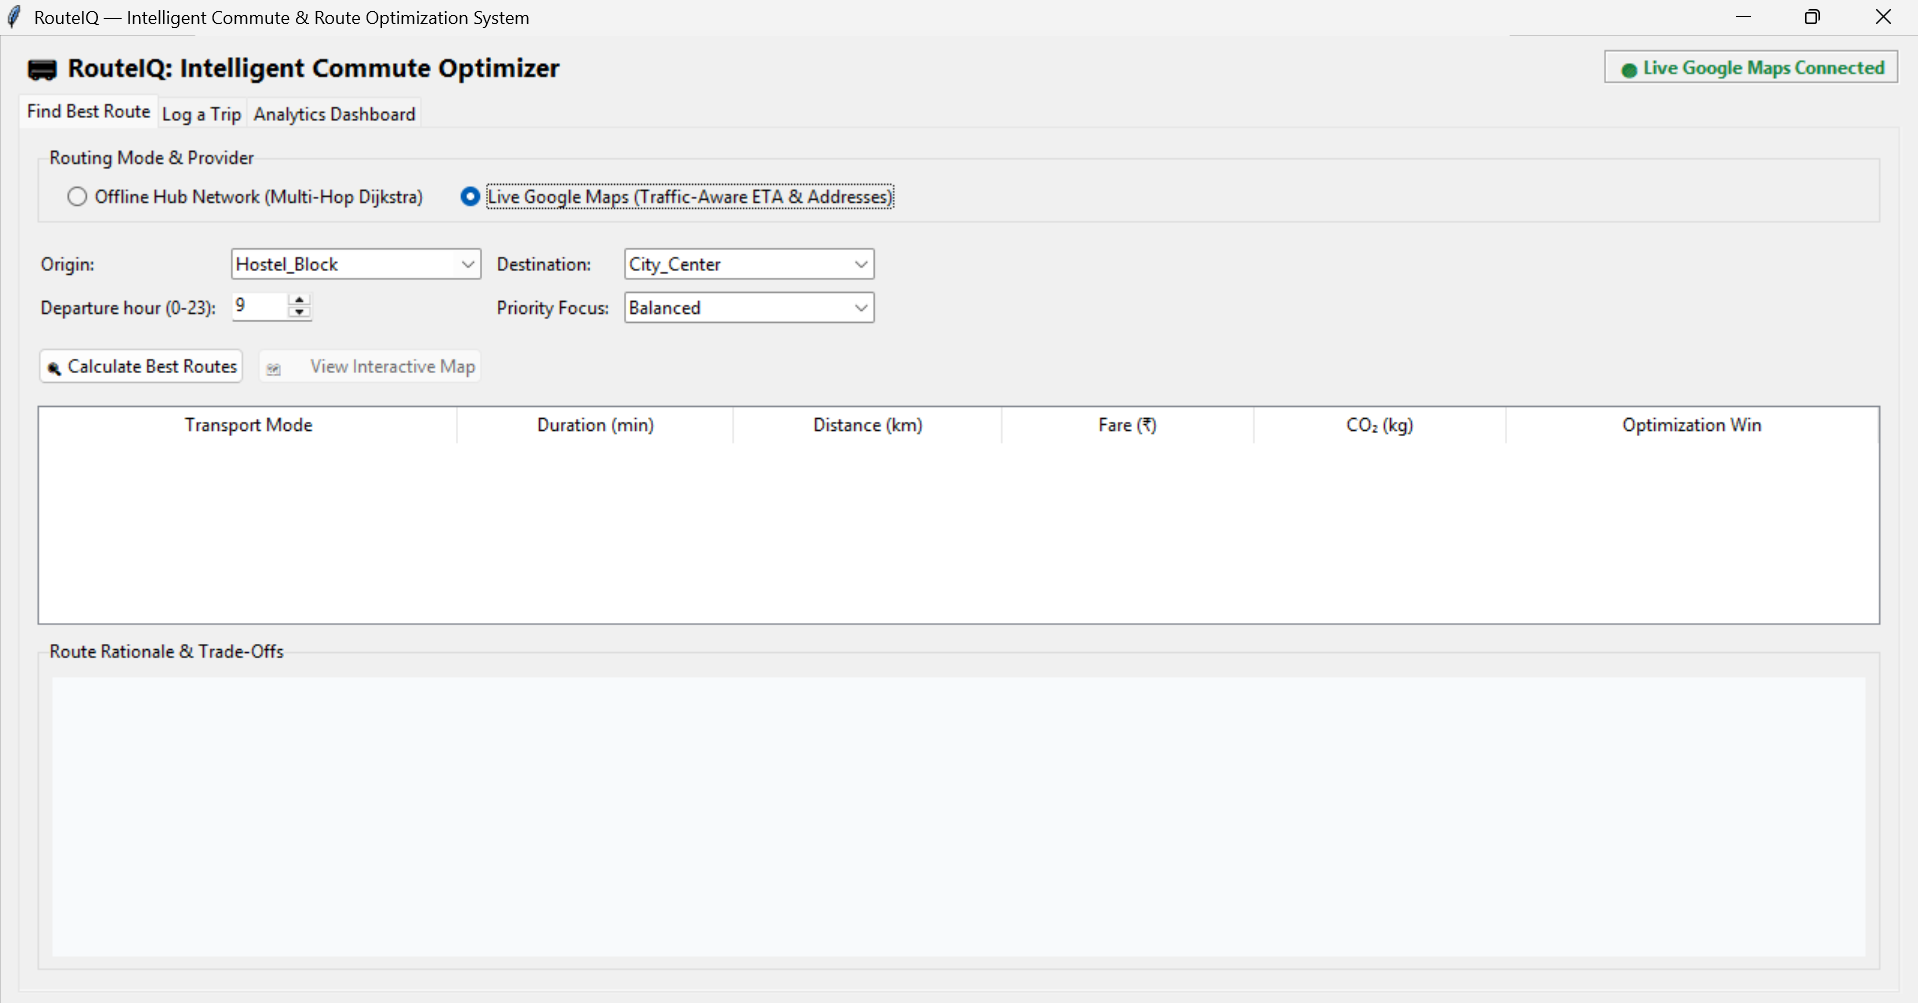 RouteIQ — Intelligent Commute & Route Optimization System
RouteIQ: Intelligent Commute Optimizer
Live Google Maps Connected
Find Best Route
Log a Trip
Analytics Dashboard
Routing Mode & Provider
Offline Hub Network (Multi-Hop Dijkstra)
Live Google Maps (Traffic-Aware ETA & Addresses)
Origin:
Hostel_Block
Destination:
City_Center
Departure hour (0-23):
9
Priority Focus:
Balanced
Calculate Best Routes
View Interactive Map
Transport Mode
Duration (min)
Distance (km)
Fare (₹)
CO₂ (kg)
Optimization Win
Route Rationale & Trade-Offs